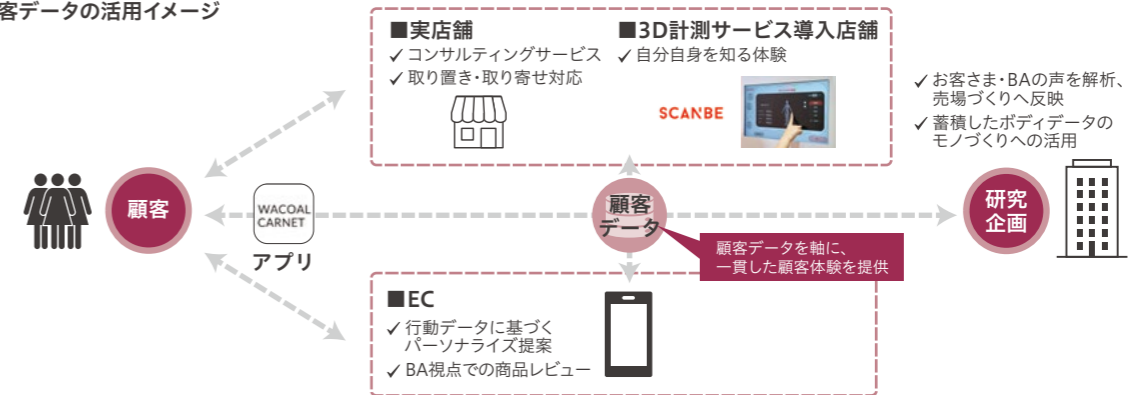 客データの活用イメージ
■実店舗
✓ コンサルティングサービス
✓ 取り置き・取り寄せ対応
■3D計測サービス導入店舗
✓ 自分自身を知る体験
SCANBE
✓ お客さま・BAの声を解析、
売場づくりへ反映
✓ 蓄積したボディデータの
モノづくりへの活用
顧客
WACOAL
CARNET
アプリ
顧客
データ
研究
企画
顧客データを軸に、
一貫した顧客体験を提供
■EC
✓ 行動データに基づく
パーソナライズ提案
✓ BA視点での商品レビュー